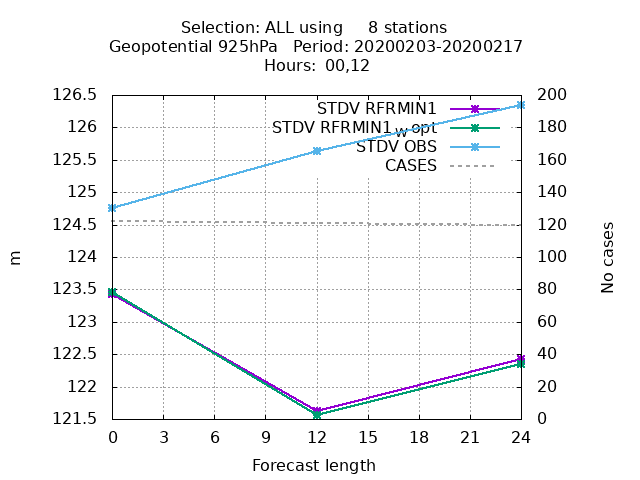 Selection: ALL using     8 stations
Geopotential 925hPa   Period: 20200203-20200217
Hours: 00,12
126.5
126
125.5
125
124.5
124
123.5
123
122.5
122
121.5
200
180
160
140
120
100
80
60
40
20
0
STDV RFRMIN1
STDV RFRMIN1_w opt
STDV OBS
CASES
m
No cases
0 3 6 9 12 15 18 21 24
Forecast length